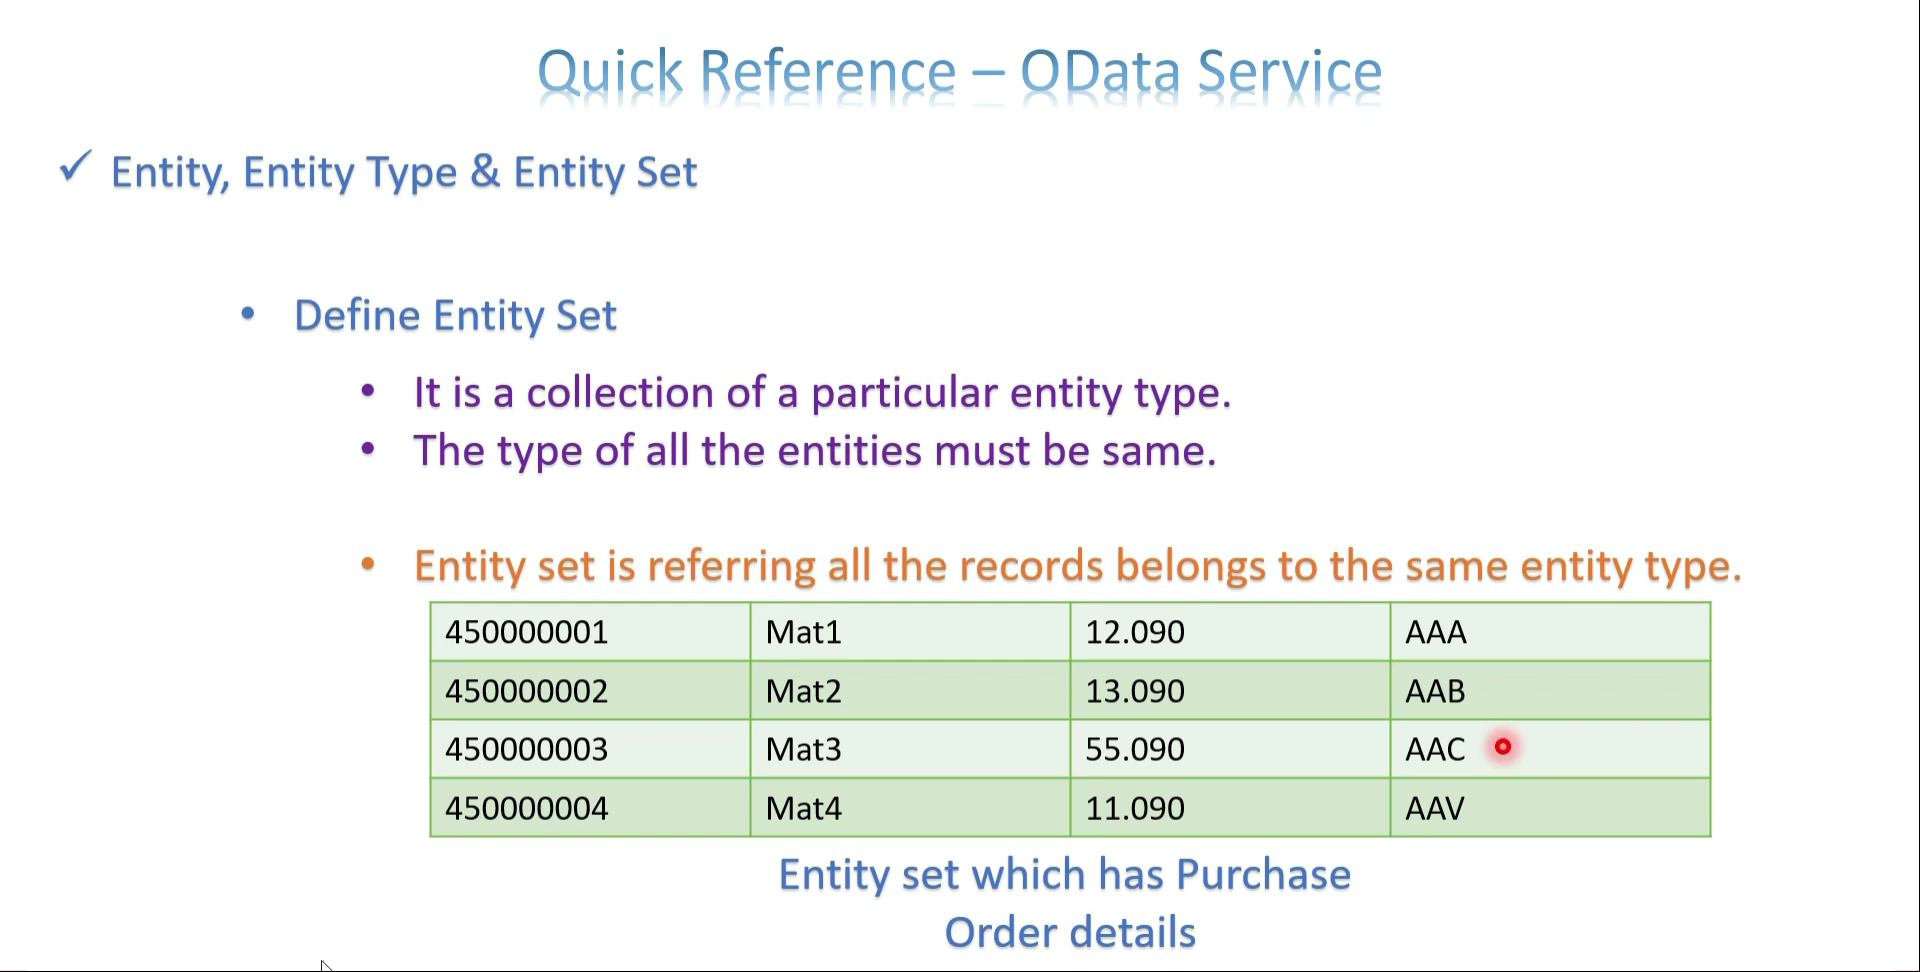 Quick Reference – OData Service
✓ Entity, Entity Type & Entity Set
• Define Entity Set
• It is a collection of a particular entity type.
• The type of all the entities must be same.
• Entity set is referring all the records belongs to the same entity type.
450000001 Mat1 12.090 AAA
450000002 Mat2 13.090 AAB
450000003 Mat3 55.090 AAC
450000004 Mat4 11.090 AAV
Entity set which has Purchase
Order details